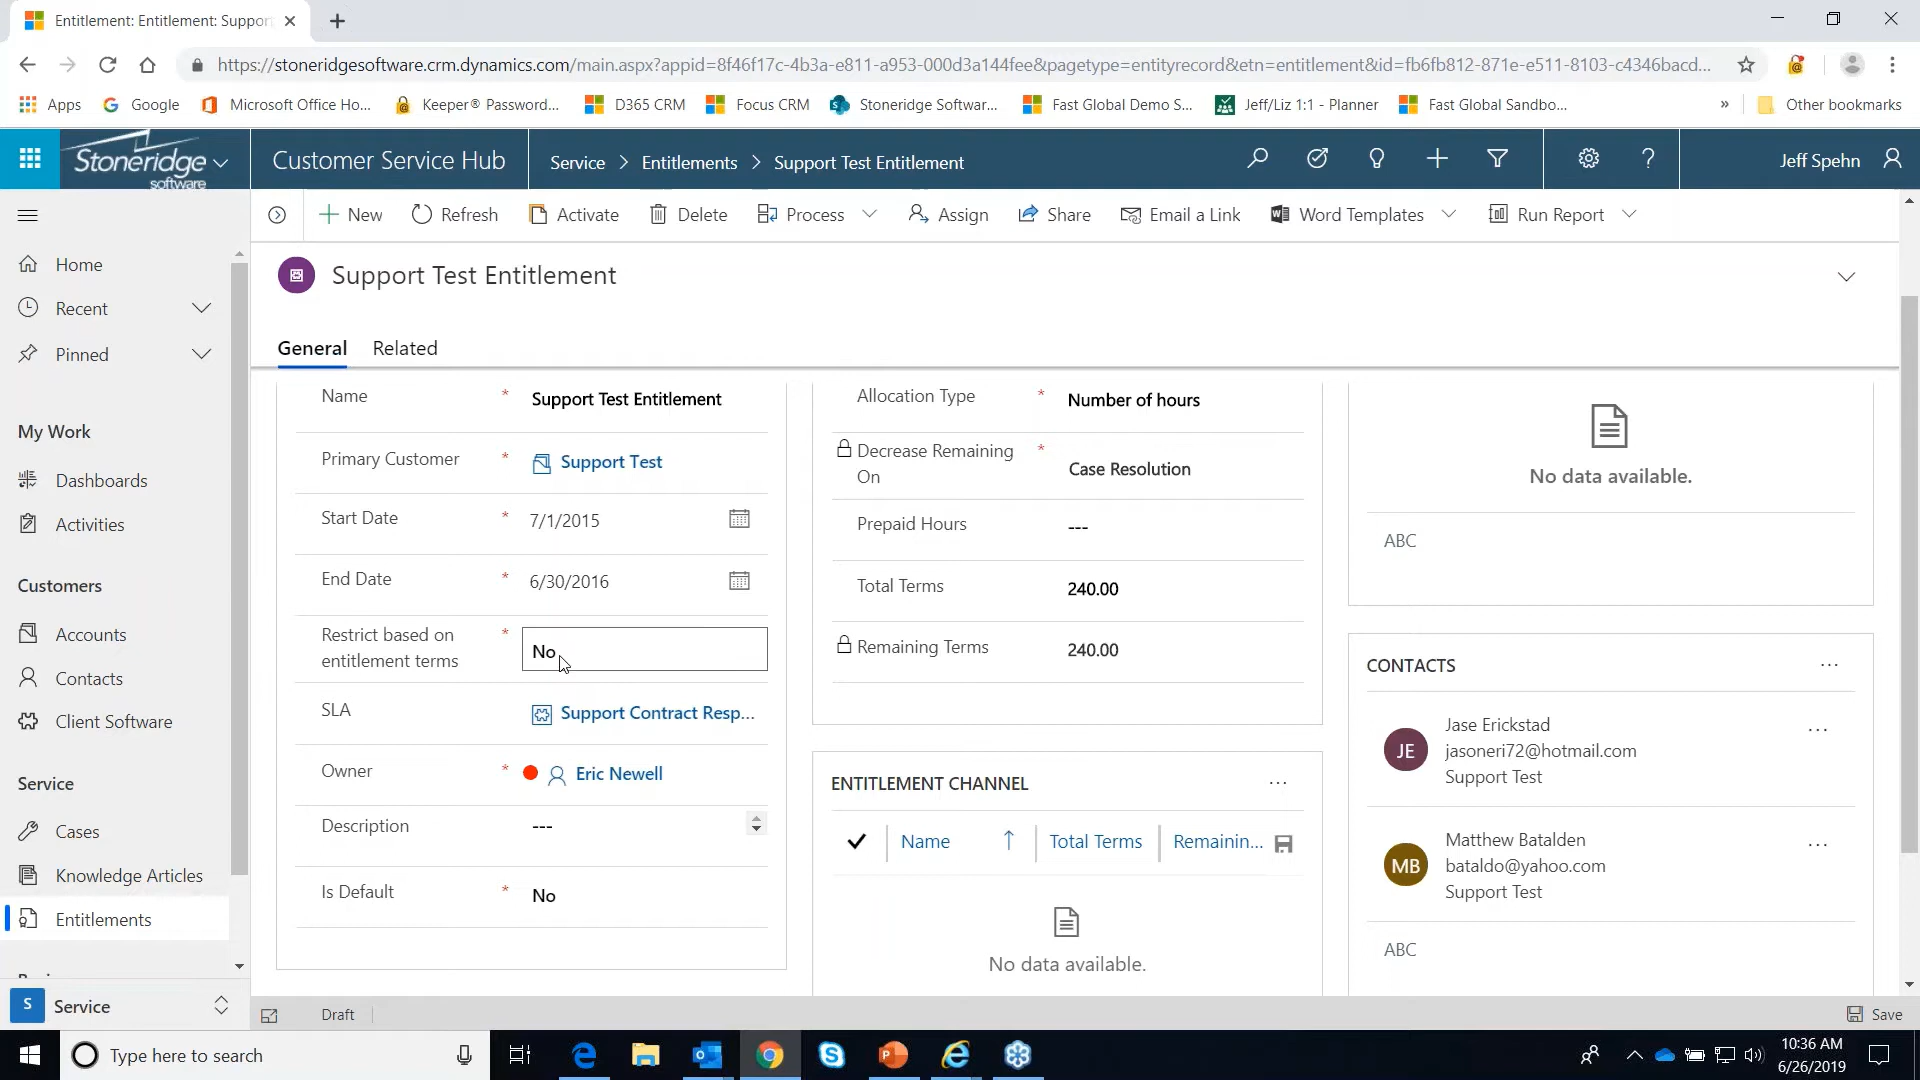 Entitlement: Entitlement: Suppor
https://stoneridgesoftware.crm.dynamics.com/main.aspx?appid=8f46f17c-4b3a-e811-a953-000d3a144fee&pagetype=entityrecord&etn=entitlement&id=fb6fb812-871e-e511-8103-c4346bacd...
Apps
Google
Microsoft Office Ho...
Keeper® Password...
D365 CRM
Focus CRM
Stoneridge Softwar...
Fast Global Demo S...
Jeff/Liz 1:1 - Planner
Fast Global Sandbo...
»
Other bookmarks
Stoneridge
software
Customer Service Hub
Service > Entitlements > Support Test Entitlement
Jeff Spehn
New
Refresh
Activate
Delete
Process
Assign
Share
Email a Link
Word Templates
Run Report
Home
Recent
Pinned
My Work
Dashboards
Activities
Customers
Accounts
Contacts
Client Software
Service
Cases
Knowledge Articles
Entitlements
S Service
Support Test Entitlement
General
Related
Name * Support Test Entitlement
Primary Customer * Support Test
Start Date * 7/1/2015
End Date * 6/30/2016
Restrict based on
entitlement terms * No
SLA Support Contract Resp...
Owner * Eric Newell
Description ---
Is Default * No
Allocation Type * Number of hours
Decrease Remaining
On * Case Resolution
Prepaid Hours ---
Total Terms 240.00
Remaining Terms 240.00
ENTITLEMENT CHANNEL ...
Name Total Terms Remainin...
No data available.
No data available.
ABC
CONTACTS ...
JE
Jase Erickstad
jasoneri72@hotmail.com
Support Test
MB
Matthew Batalden
bataldo@yahoo.com
Support Test
ABC
Draft
Save
Type here to search
10:36 AM
6/26/2019